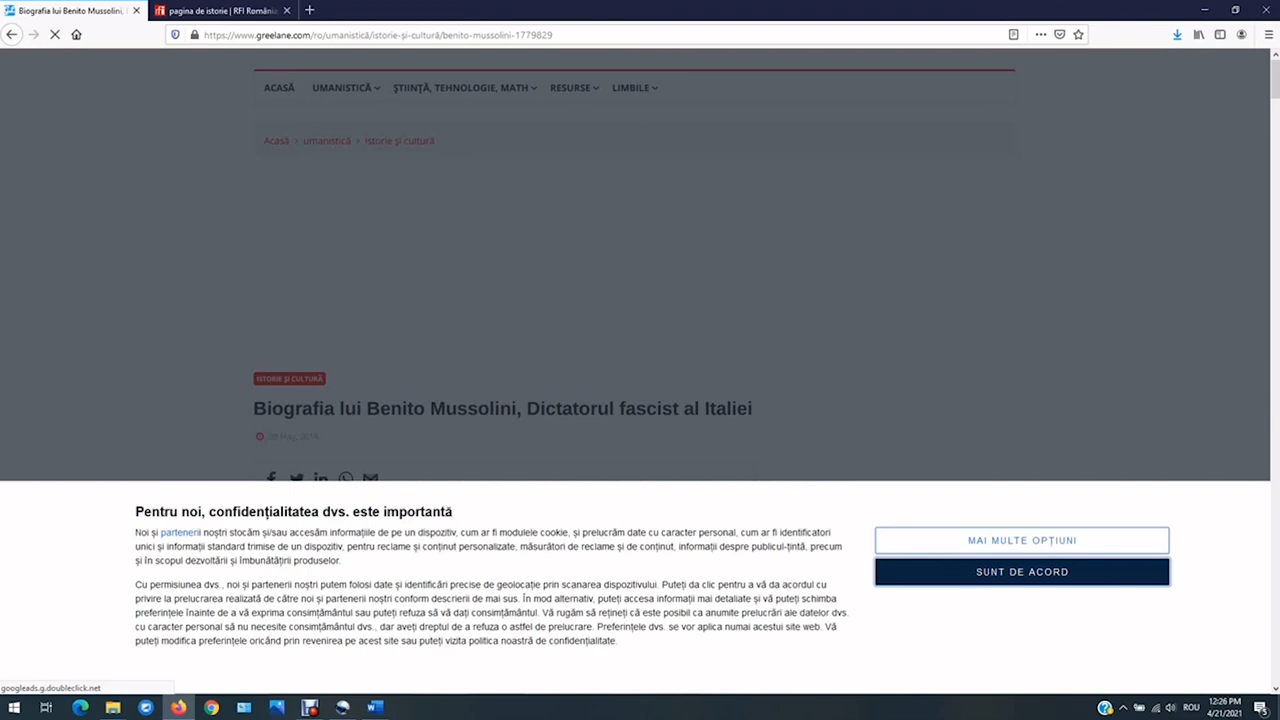 Biografia lui Benito Mussolini,
pagina de istorie | RFI România
https://www.greelane.com/ro/umanistică/istorie-și-cultură/benito-mussolini-1779829
ACASĂ UMANISTICĂ ŞTIINŢĂ, TEHNOLOGIE, MATH RESURSE LIMBILE
Acasă > umanistică > istorie şi cultură
ISTORIE ŞI CULTURĂ
Biografia lui Benito Mussolini, Dictatorul fascist al Italiei
09 May, 2019
Pentru noi, confidențialitatea dvs. este importantă
Noi și partenerii noștri stocăm și/sau accesăm informațiile de pe un dispozitiv, cum ar fi modulele cookie, și prelucrăm date cu caracter personal, cum ar fi identificatori
unici și informații standard trimise de un dispozitiv, pentru reclame și conținut personalizate, măsurători de reclame și de conținut, informații despre publicul-țintă, precum
și în scopul dezvoltării și îmbunătățirii produselor.
Cu permisiunea dvs., noi și partenerii noștri putem folosi date și identificări precise de geolocație prin scanarea dispozitivului. Puteți da clic pentru a vă da acordul cu
privire la prelucrarea realizată de către noi și partenerii noștri conform descrierii de mai sus. În mod alternativ, puteți accesa informații mai detaliate și vă puteți schimba
preferințele înainte de a vă exprima consimțământul sau puteți refuza să vă dați consimțământul. Vă rugăm să rețineți că este posibil ca anumite prelucrări ale datelor dvs.
cu caracter personal să nu necesite consimțământul dvs., dar aveți dreptul de a refuza o astfel de prelucrare. Preferințele dvs. se vor aplica numai acestui site web. Vă
puteți modifica preferințele oricând prin revenirea pe acest site sau puteți vizita politica noastră de confidențialitate.
MAI MULTE OPȚIUNI
SUNT DE ACORD
googleads.g.doubleclick.net
ROU
12:26 PM
4/21/2021
5